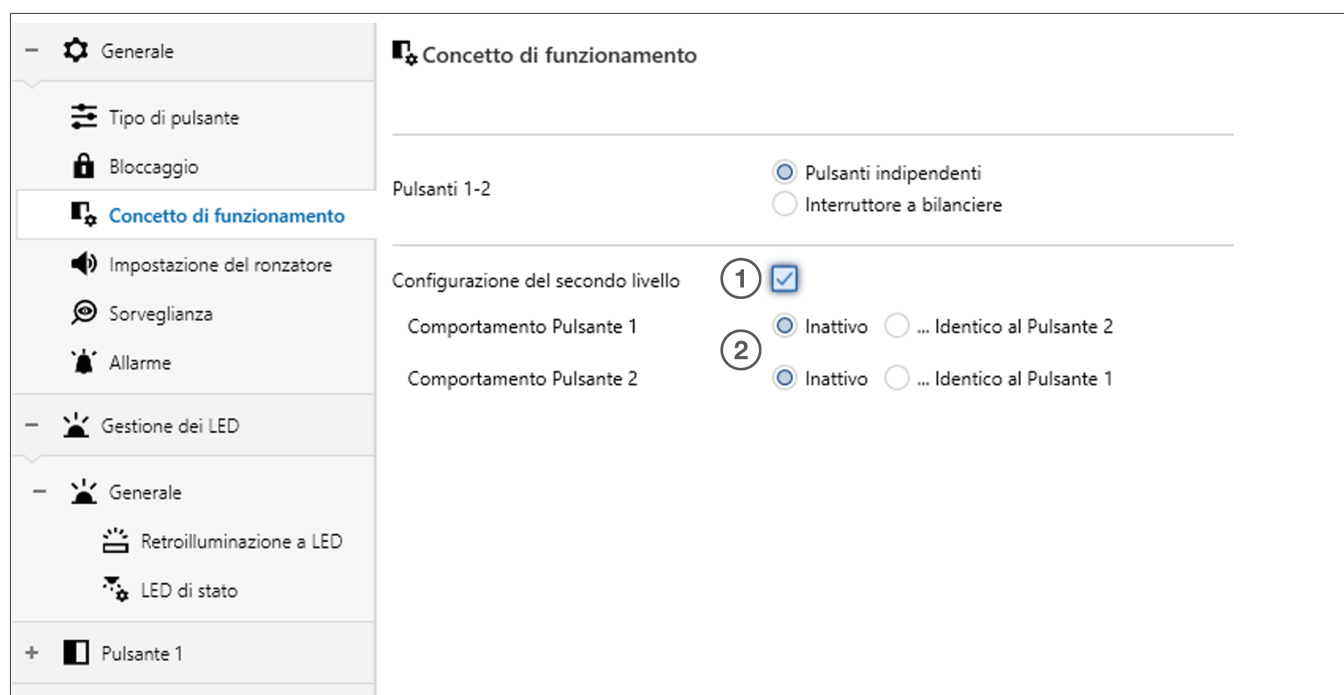 Generale
Tipo di pulsante
Bloccaggio
Concetto di funzionamento
Impostazione del ronzatore
Sorveglianza
Allarme
Gestione dei LED
Generale
Retroilluminazione a LED
LED di stato
Pulsante 1
Concetto di funzionamento
Pulsanti 1-2
Pulsanti indipendenti
Interruttore a bilanciere
Configurazione del secondo livello 1
Comportamento Pulsante 1 Inattivo ... Identico al Pulsante 2
2
Comportamento Pulsante 2 Inattivo ... Identico al Pulsante 1